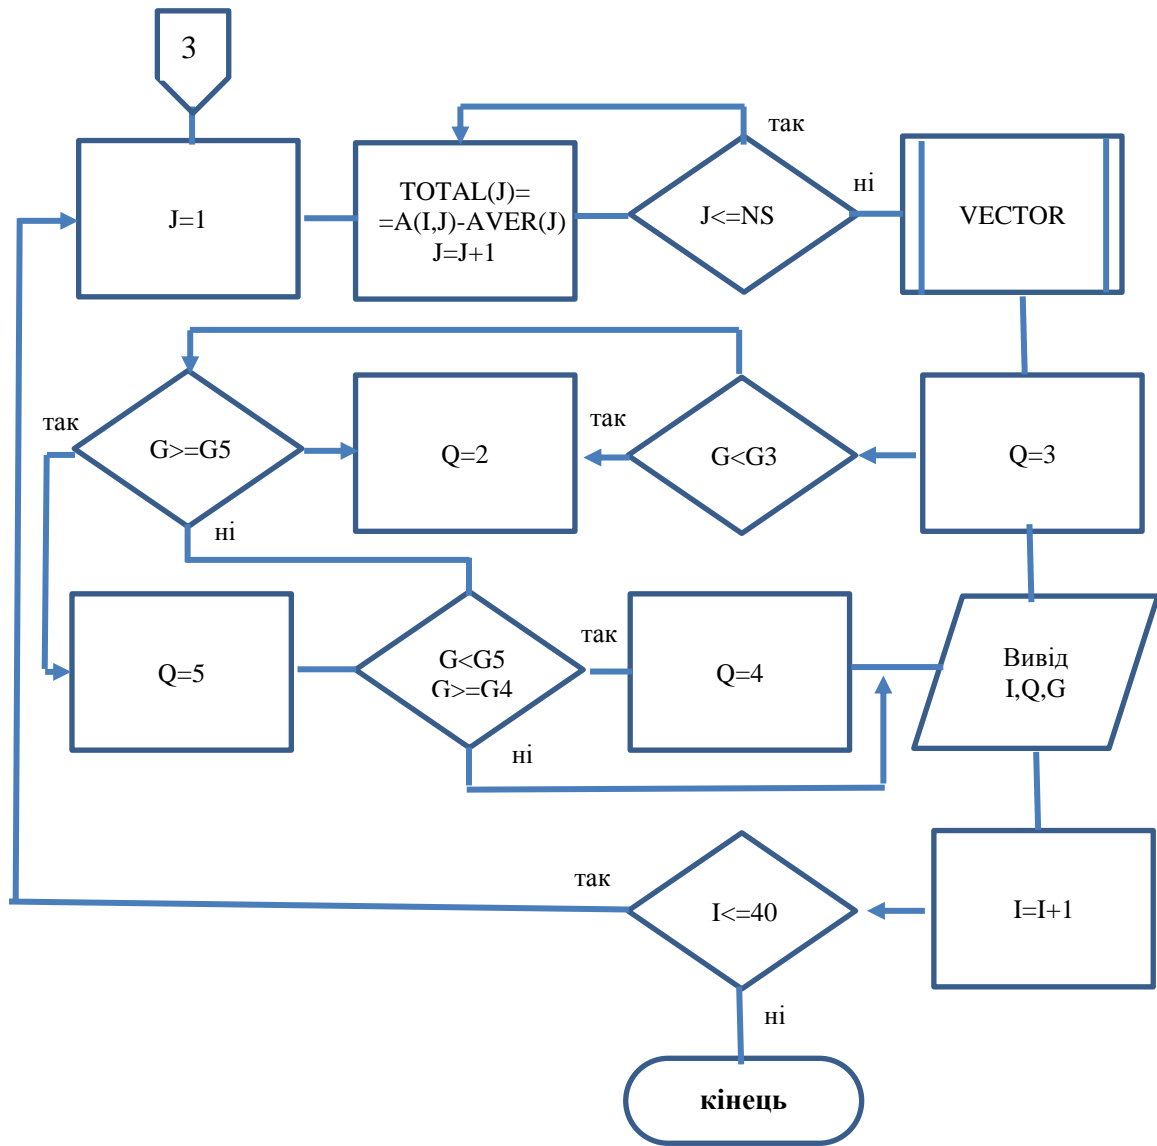 3
так
J=1
TOTAL(J)=
=A(I,J)-AVER(J)
J=J+1
J<=NS
ні
VECTOR
так
G>=G5
ні
Q=2
так
G<G3
Q=3
Q=5
G<G5
G>=G4
так
ні
Q=4
Вивід
I,Q,G
так
I<=40
ні
I=I+1
кінець